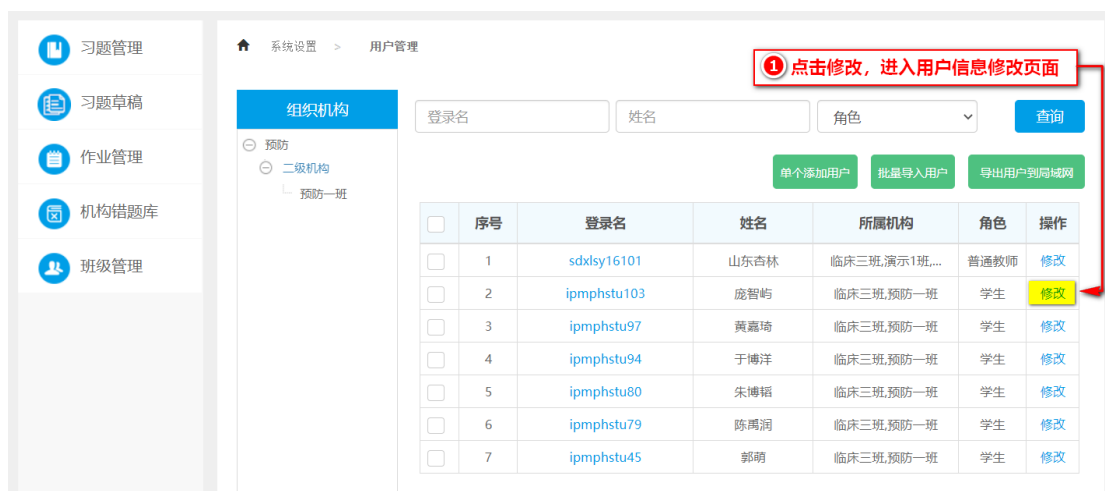 习题管理
习题草稿
作业管理
机构错题库
班级管理
系统设置 > 用户管理
1 点击修改，进入用户信息修改页面
组织机构
预防
二级机构
预防一班
登录名 姓名 角色 查询
单个添加用户 批量导入用户 导出用户到局域网
序号 登录名 姓名 所属机构 角色 操作
1 sdxlsy16101 山东杏林 临床三班,演示1班,... 普通教师 修改
2 ipmphstu103 庞智屿 临床三班,预防一班 学生 修改
3 ipmphstu97 黄嘉琦 临床三班,预防一班 学生 修改
4 ipmphstu94 于博洋 临床三班,预防一班 学生 修改
5 ipmphstu80 朱博韬 临床三班,预防一班 学生 修改
6 ipmphstu79 陈禹润 临床三班,预防一班 学生 修改
7 ipmphstu45 郭萌 临床三班,预防一班 学生 修改